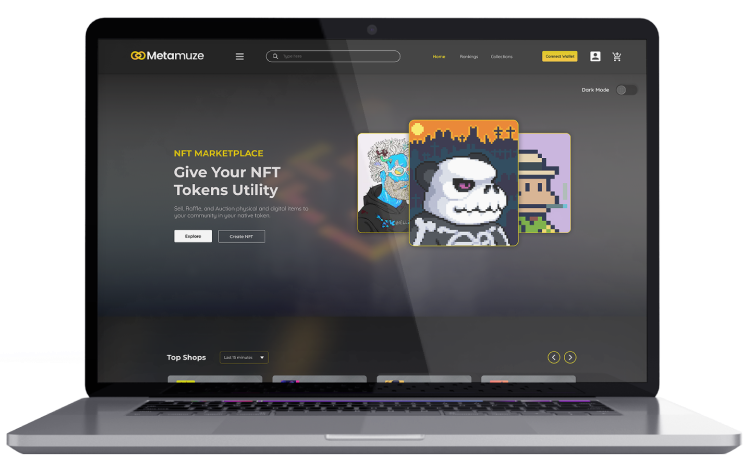 Metamuze
Type here
Home
Rankings
Collections
Connect Wallet
Dark Mode
NFT MARKETPLACE
Give Your NFT
Tokens Utility
Sell, Raffle, and Auction physical and digital items to
your community in your native token.
Explore
Create NFT
Top Shops
Last 15 minutes